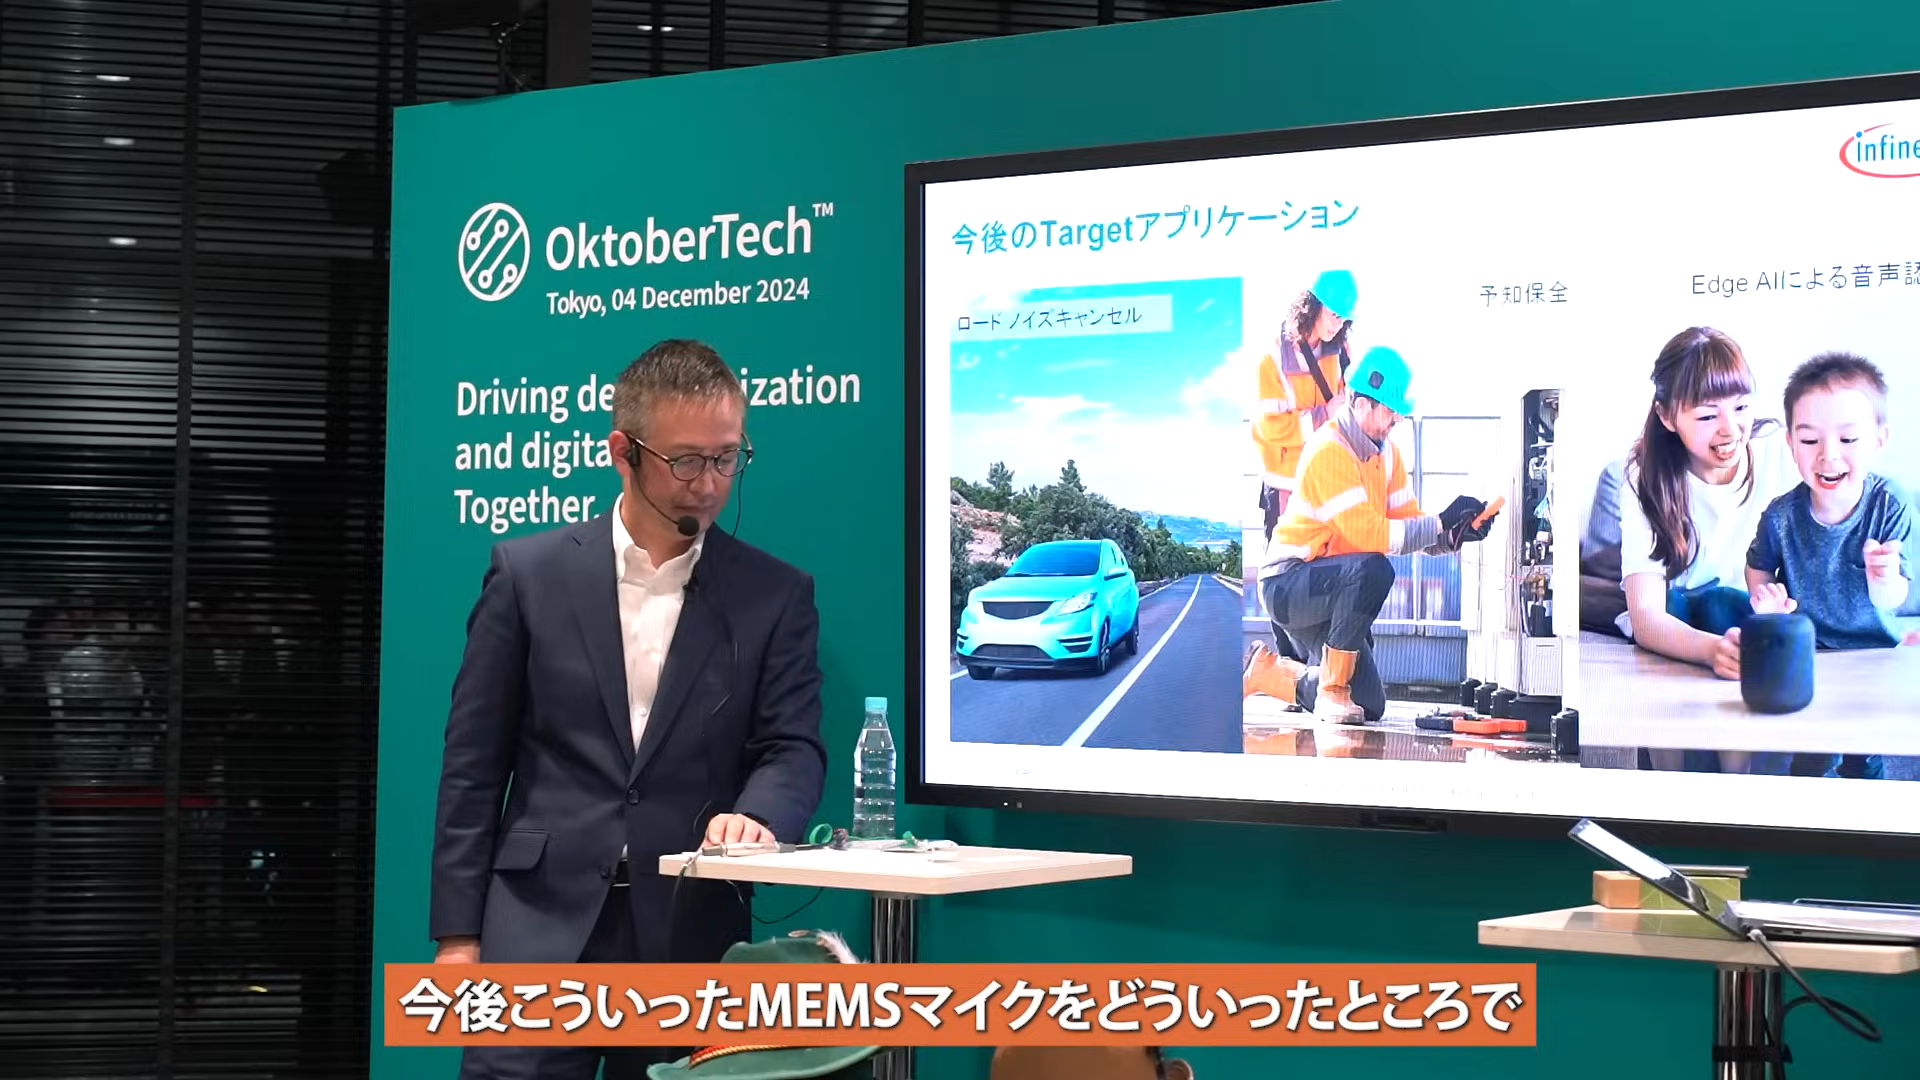 OktoberTech™
Tokyo, 04 December 2024
Driving de ization
and digita
Together.
infine
今後のTargetアプリケーション
ロード ノイズキャンセル
予知保全
Edge AIによる音声認
今後こういったMEMSマイクをどういったところで